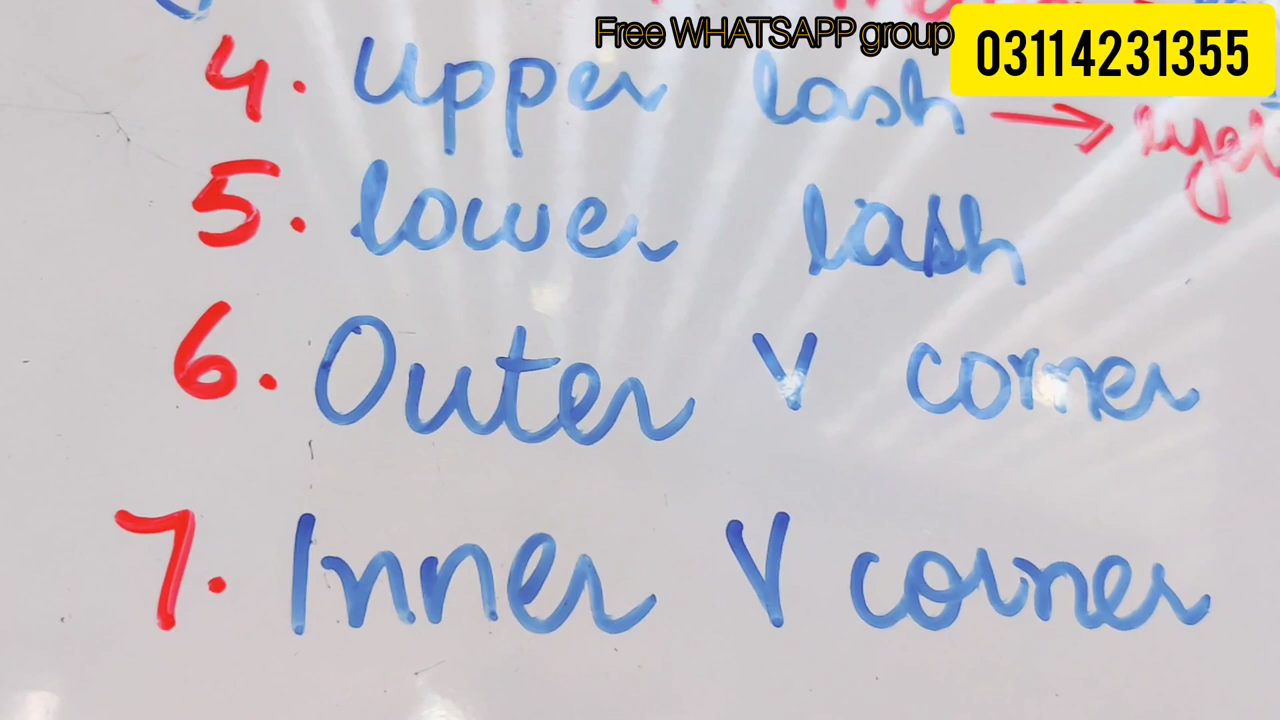 Free WHATSAPP group 03114231355
4. Upper lash →
5. lower lash
6. Outer V corner
7. Inner V corner